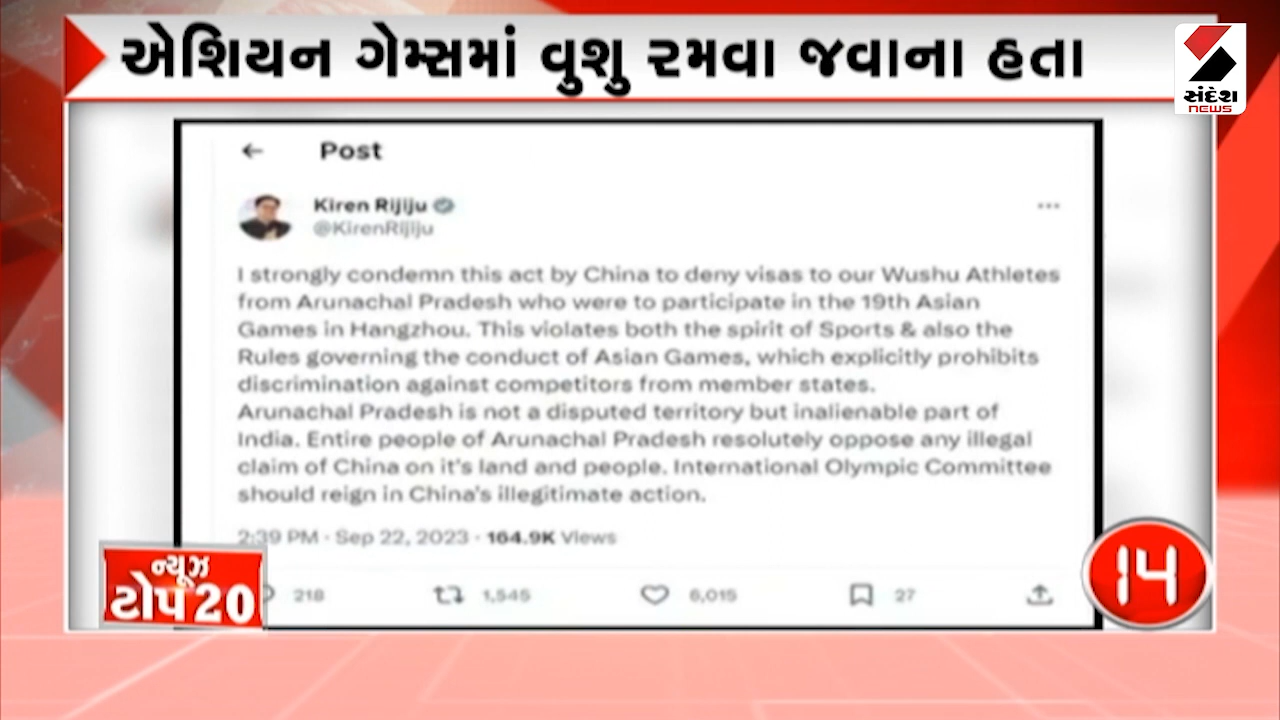 એશિયન ગેમ્સમાં વુશુ રમવા જવાના હતા
સંદેશ
NEWS
← Post
Kiren Rijiju
@KirenRijiju
I strongly condemn this act by China to deny visas to our Wushu Athletes
from Arunachal Pradesh who were to participate in the 19th Asian
Games in Hangzhou. This violates both the spirit of Sports & also the
Rules governing the conduct of Asian Games, which explicitly prohibits
discrimination against competitors from member states.
Arunachal Pradesh is not a disputed territory but inalienable part of
India. Entire people of Arunachal Pradesh resolutely oppose any illegal
claim of China on it's land and people. International Olympic Committee
should reign in China's illegitimate action.
2:39 PM · Sep 22, 2023 · 164.9K Views
218 1,545 6,015 27
ન્યૂઝ
ટોપ 20
14